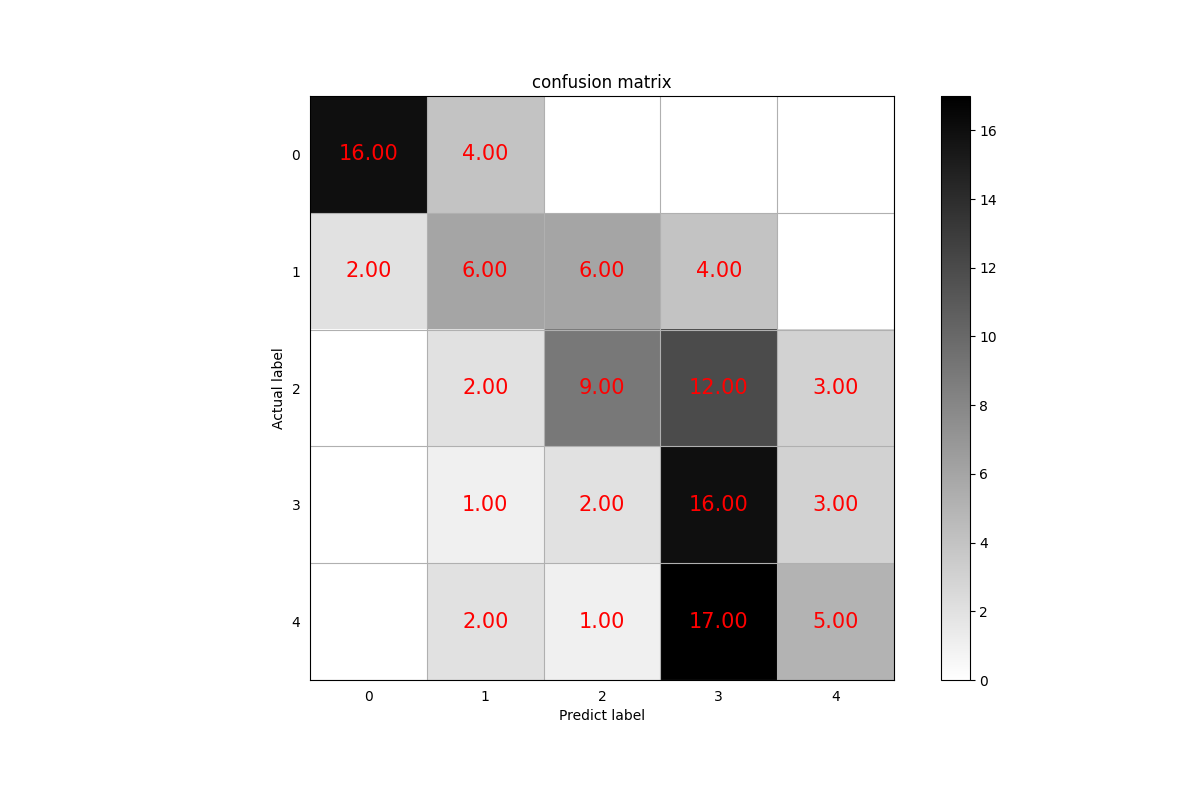 confusion matrix
0 16.00 4.00
1 2.00 6.00 6.00 4.00
2 2.00 9.00 12.00 3.00
3 1.00 2.00 16.00 3.00
4 2.00 1.00 17.00 5.00
0 1 2 3 4
Predict label
Actual label
16
14
12
10
8
6
4
2
0